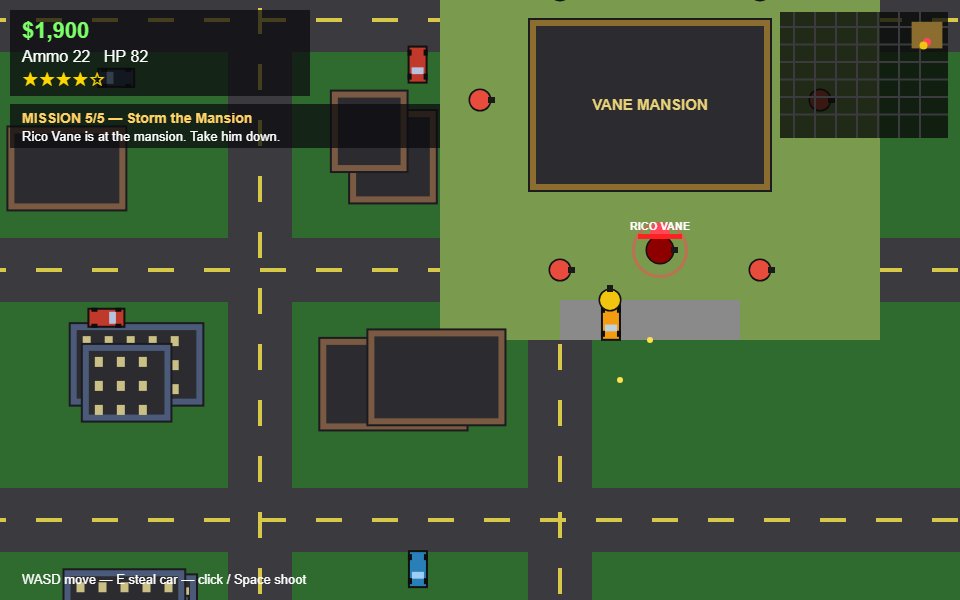 $1,900
Ammo 22 HP 82
★★★★☆
MISSION 5/5 — Storm the Mansion
Rico Vane is at the mansion. Take him down.
VANE MANSION
RICO VANE
WASD move — E steal car — click / Space shoot